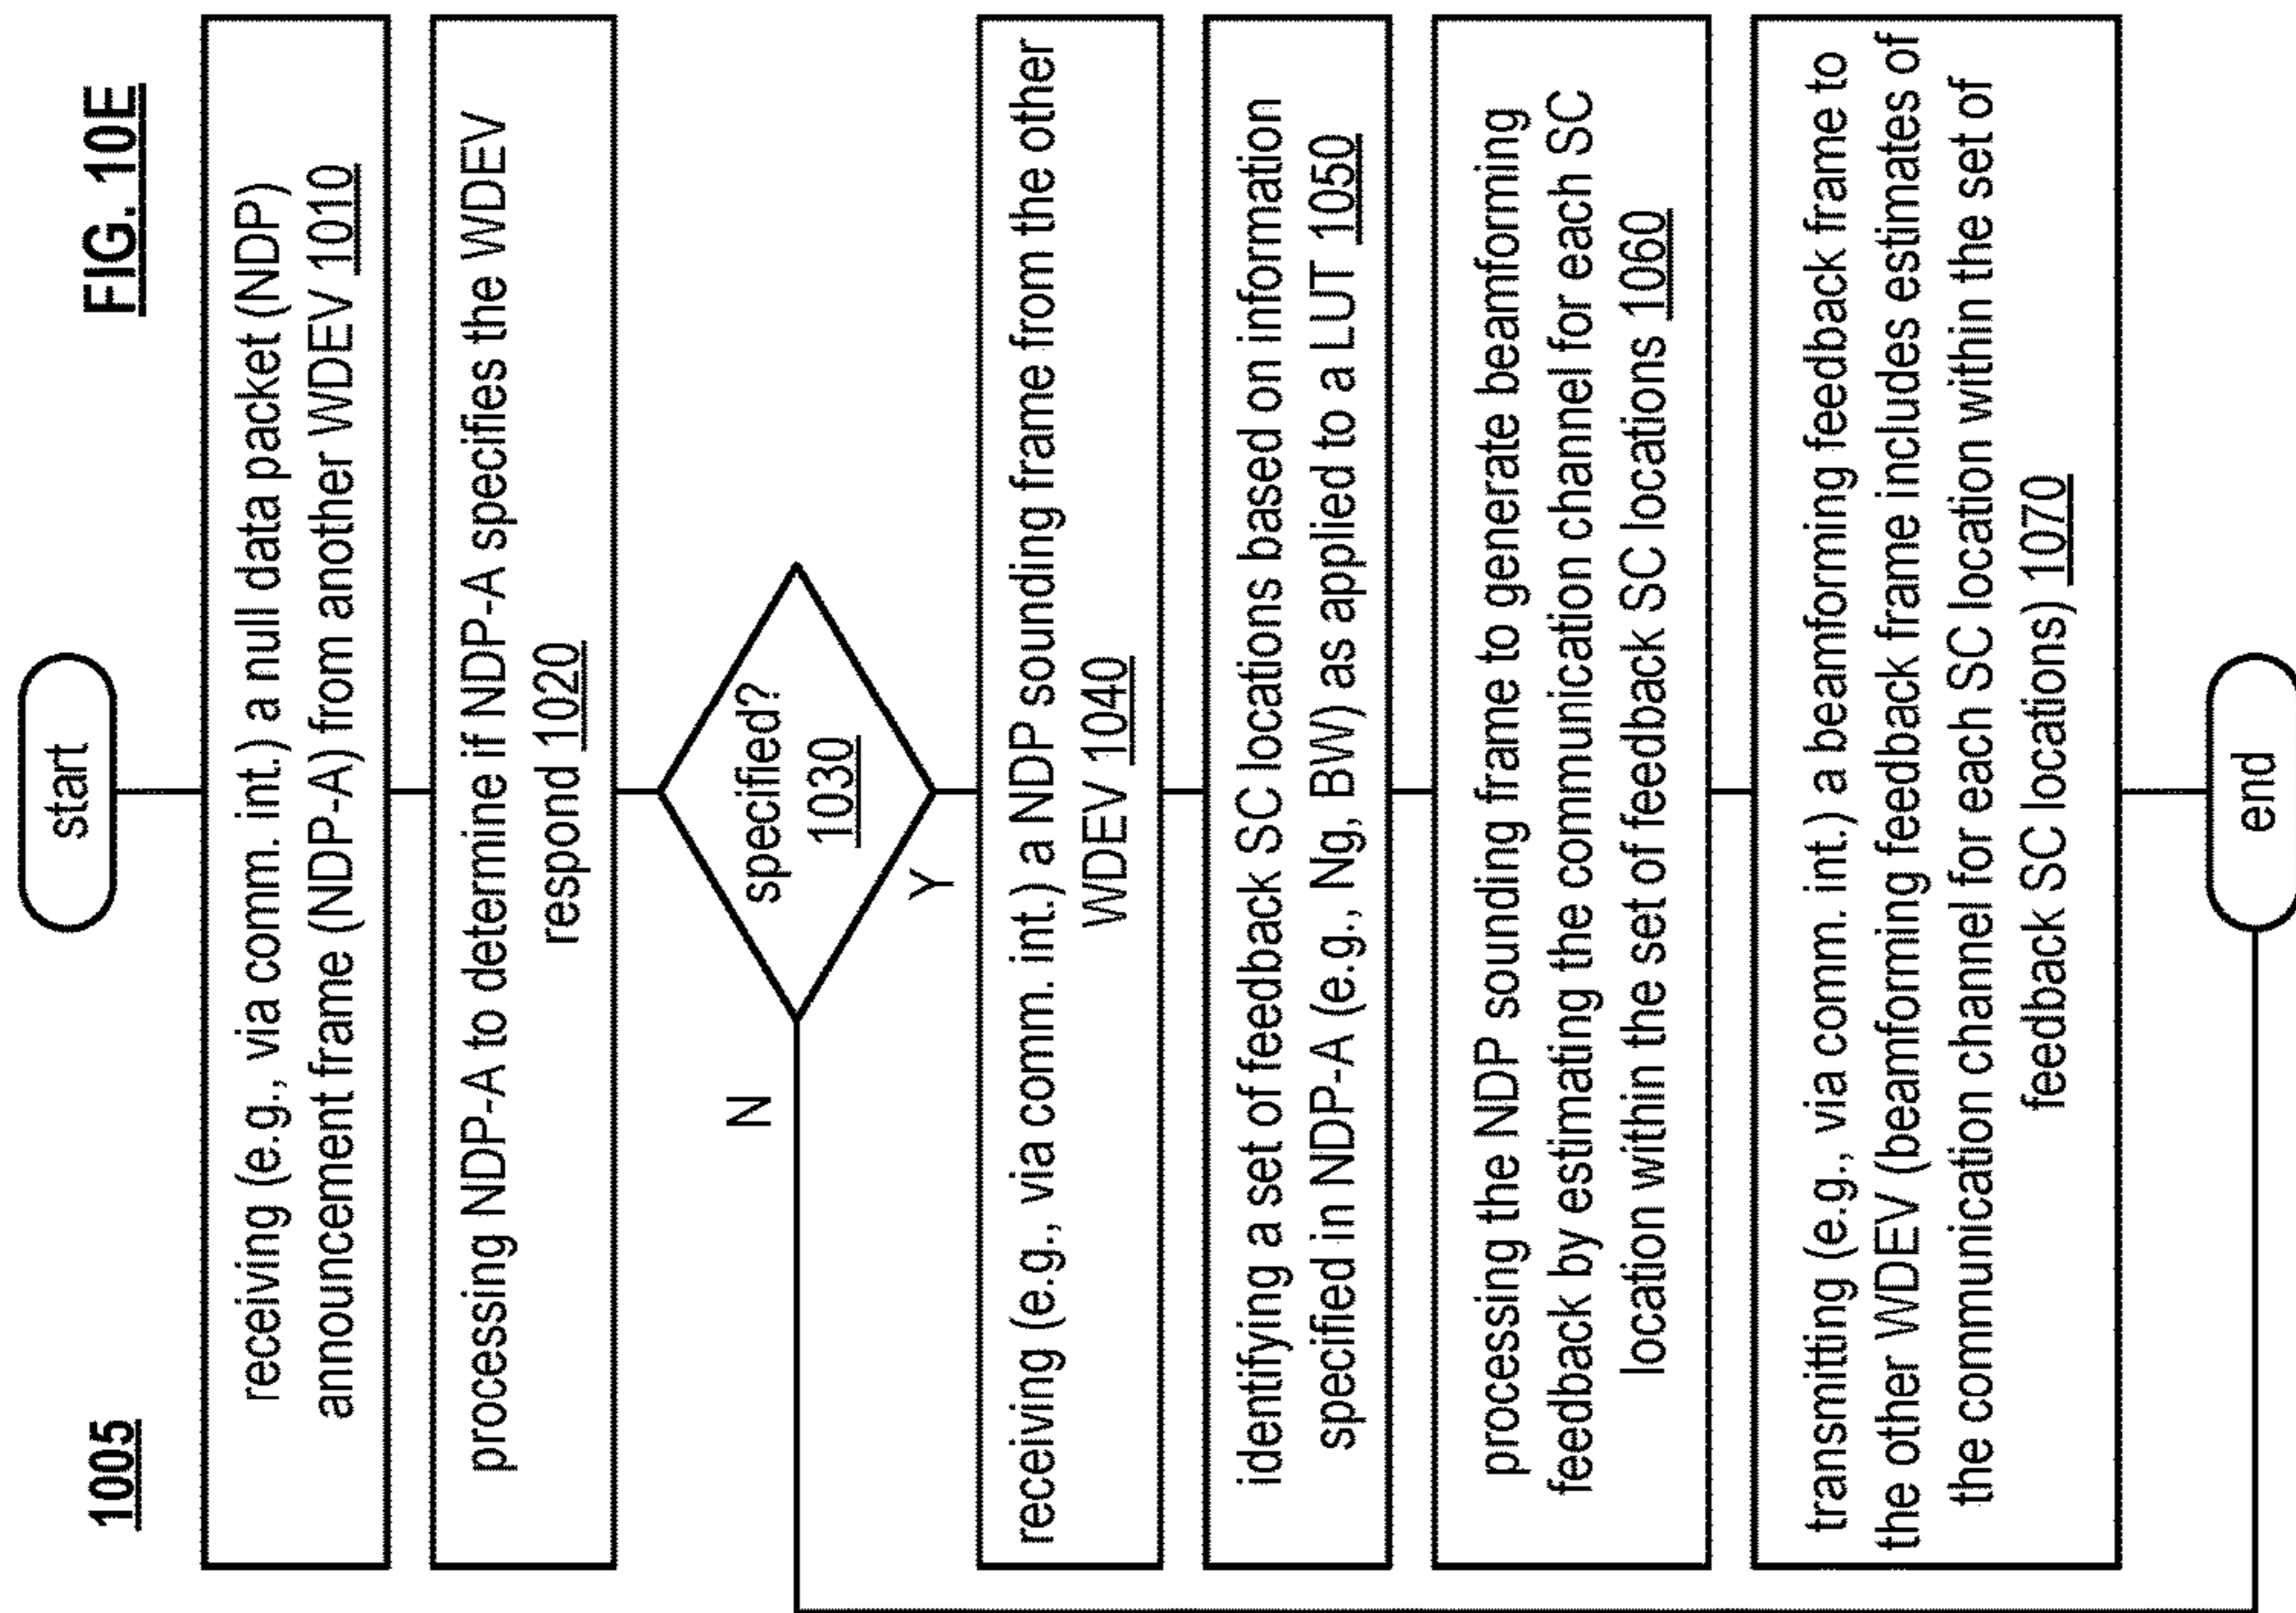 1005
FIG. 10E
start
receiving (e.g., via comm. int.) a null data packet (NDP)
announcement frame (NDP-A) from another WDEV 1010
processing NDP-A to determine if NDP-A specifies the WDEV
respond 1020
specified?
1030
N
Y
receiving (e.g., via comm. int.) a NDP sounding frame from the other
WDEV 1040
identifying a set of feedback SC locations based on information
specified in NDP-A (e.g., Ng, BW) as applied to a LUT 1050
processing the NDP sounding frame to generate beamforming
feedback by estimating the communication channel for each SC
location within the set of feedback SC locations 1060
transmitting (e.g., via comm. int.) a beamforming feedback frame to
the other WDEV (beamforming feedback frame includes estimates of
the communication channel for each SC location within the set of
feedback SC locations) 1070
end